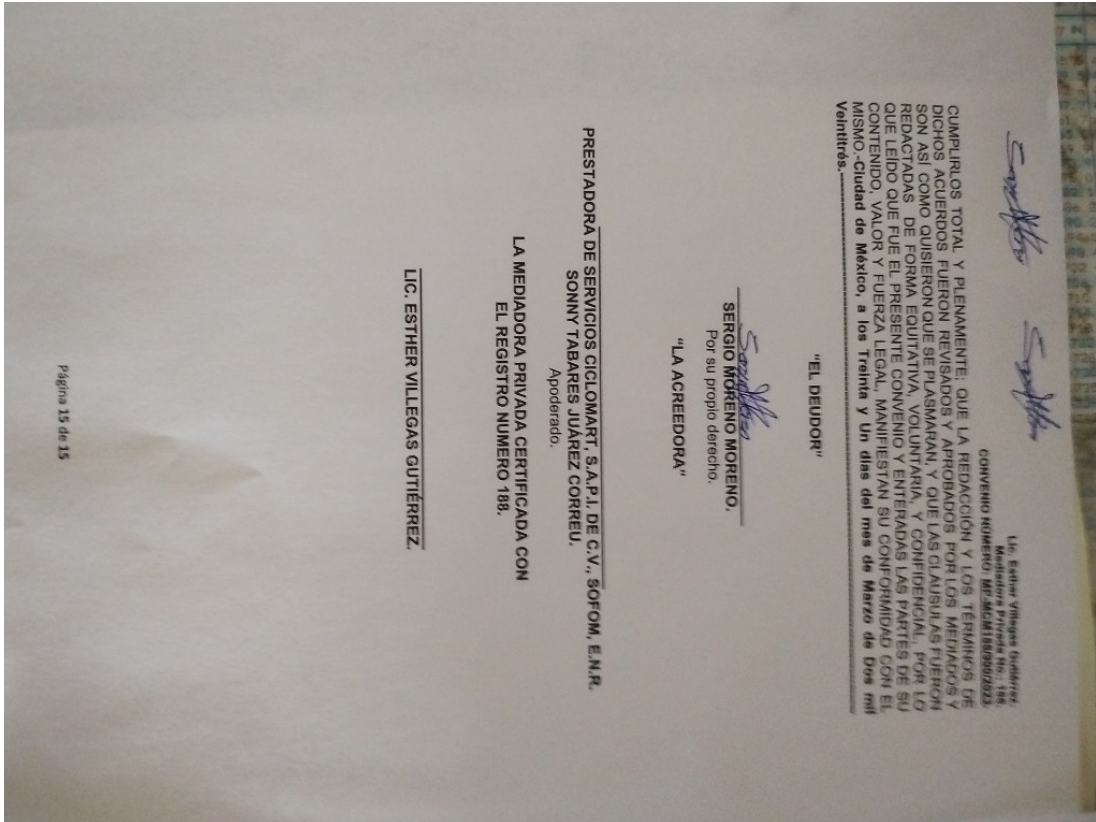 Lic. Esther Villegas Gutiérrez.
Mediadora Privada No.: 188.
CONVENIO NÚMERO: MP-MCM188/900/2023
CUMPLIRLOS TOTAL Y PLENAMENTE; QUE LA REDACCIÓN Y LOS TÉRMINOS DE
DICHOS ACUERDOS FUERON REVISADOS Y APROBADOS POR LOS MEDIADOS Y
SON ASÍ COMO QUISIERON QUE SE PLASMARAN, Y QUE LAS CLAUSULAS FUERON
REDACTADAS DE FORMA EQUITATIVA, VOLUNTARIA, Y CONFIDENCIAL, POR LO
QUE LEÍDO QUE FUE EL PRESENTE CONVENIO Y ENTERADAS LAS PARTES DE SU
CONTENIDO, VALOR Y FUERZA LEGAL, MANIFIESTAN SU CONFORMIDAD CON EL
MISMO.-Ciudad de México, a los Treinta y Un días del mes de Marzo de Dos mil
Veintitrés.
"EL DEUDOR"
SERGIO MORENO MORENO.
Por su propio derecho.
"LA ACREEDORA"
PRESTADORA DE SERVICIOS CICLOMART, S.A.P.I. DE C.V., SOFOM, E.N.R.
SONNY TABARES JUÁREZ CORREU.
Apoderado.
LA MEDIADORA PRIVADA CERTIFICADA CON
EL REGISTRO NUMERO 188.
LIC. ESTHER VILLEGAS GUTIÉRREZ.
Página 15 de 15